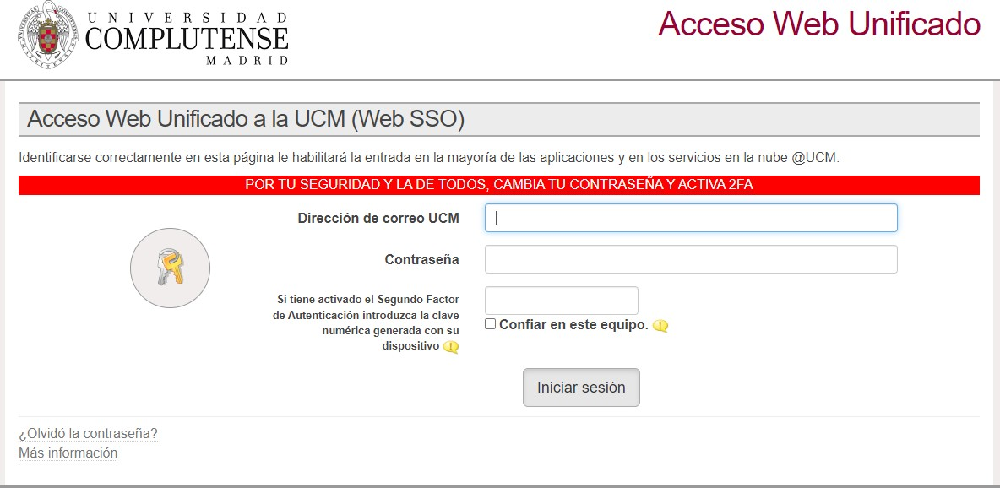 UNIVERSIDAD
COMPLUTENSE
MADRID
Acceso Web Unificado
Acceso Web Unificado a la UCM (Web SSO)
Identificarse correctamente en esta página le habilitará la entrada en la mayoría de las aplicaciones y en los servicios en la nube @UCM.
POR TU SEGURIDAD Y LA DE TODOS, CAMBIA TU CONTRASEÑA Y ACTIVA 2FA
Dirección de correo UCM
Contraseña
Si tiene activado el Segundo Factor
de Autenticación introduzca la clave
numérica generada con su
dispositivo
Confiar en este equipo.
Iniciar sesión
¿Olvidó la contraseña?
Más información